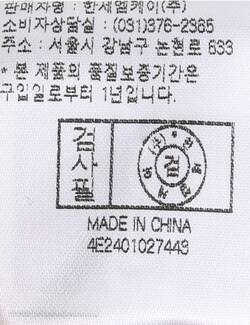 판매자명 : 한세엠케이(주)
소비자상담실 : (031)376-2365
주소 : 서울시 강남구 논현로 633
* 본 제품의 품질보증기간은
구입일로부터 1년입니다.
검사필
검
MADE IN CHINA
4E2401027443